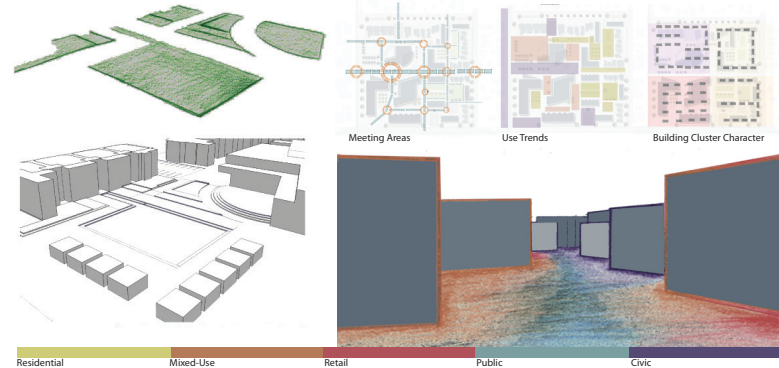 Meeting Areas
Use Trends
Building Cluster Character
Residential
Mixed-Use
Retail
Public
Civic